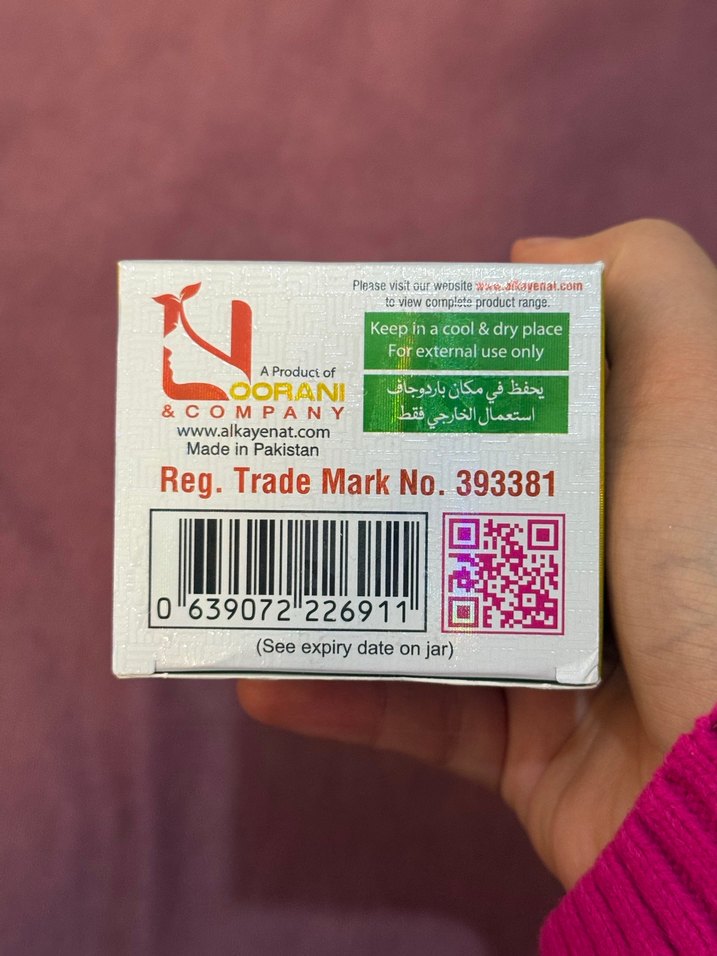 A Product of
NOORANI
& COMPANY
www.alkayenat.com
Made in Pakistan
Please visit our website www.alkayenat.com
to view complete product range.
Keep in a cool & dry place
For external use only
يحفظ في مكان باردوجاف
استعمال الخارجي فقط
Reg. Trade Mark No. 393381
0 639072 226911
(See expiry date on jar)